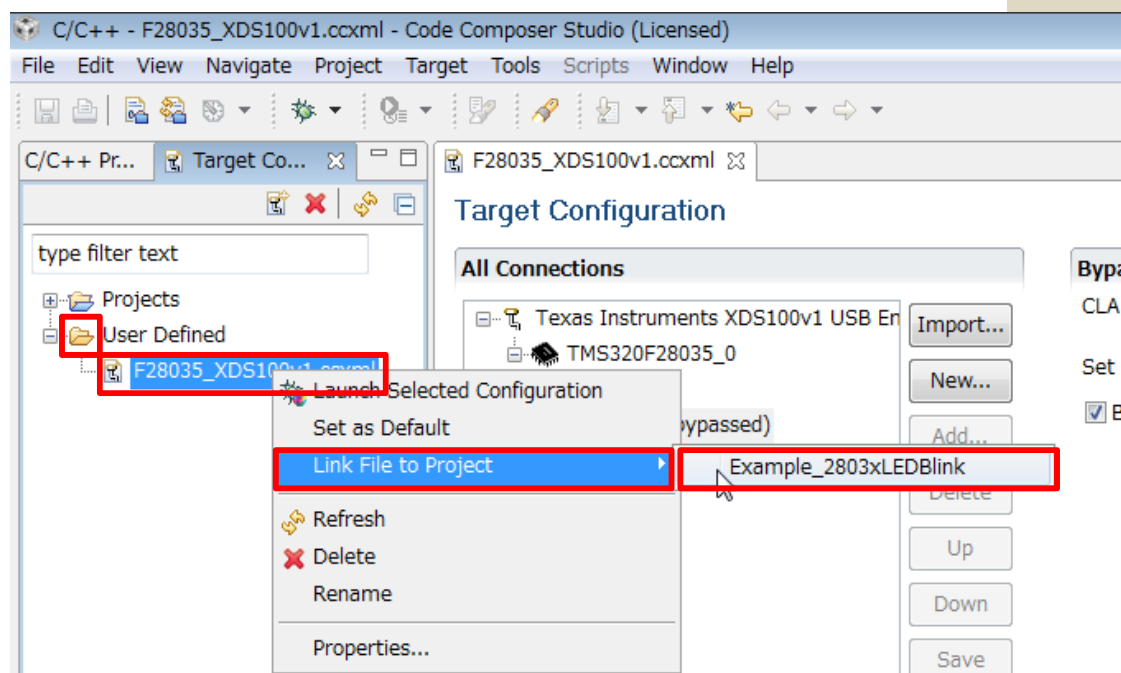 C/C++ - F28035_XDS100v1.ccxml - Code Composer Studio (Licensed)
File Edit View Navigate Project Target Tools Scripts Window Help
C/C++ Pr... Target Co... F28035_XDS100v1.ccxml
Target Configuration
type filter text
All Connections
Projects
User Defined
F28035_XDS100v1.ccxml
Texas Instruments XDS100v1 USB
TMS320F28035_0
bypassed)
Import...
New...
Add...
Delete
Up
Down
Save
CLA
Set
Launch Selected Configuration
Set as Default
Link File to Project
Example_2803xLEDBlink
Refresh
Delete
Rename
Properties...